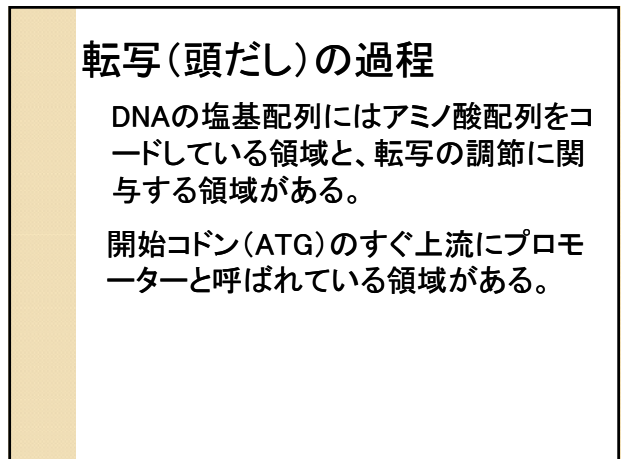 転写（頭だし）の過程
DNAの塩基配列にはアミノ酸配列をコ
ードしている領域と、転写の調節に関
与する領域がある。
開始コドン（ATG）のすぐ上流にプロモ
ーターと呼ばれている領域がある。